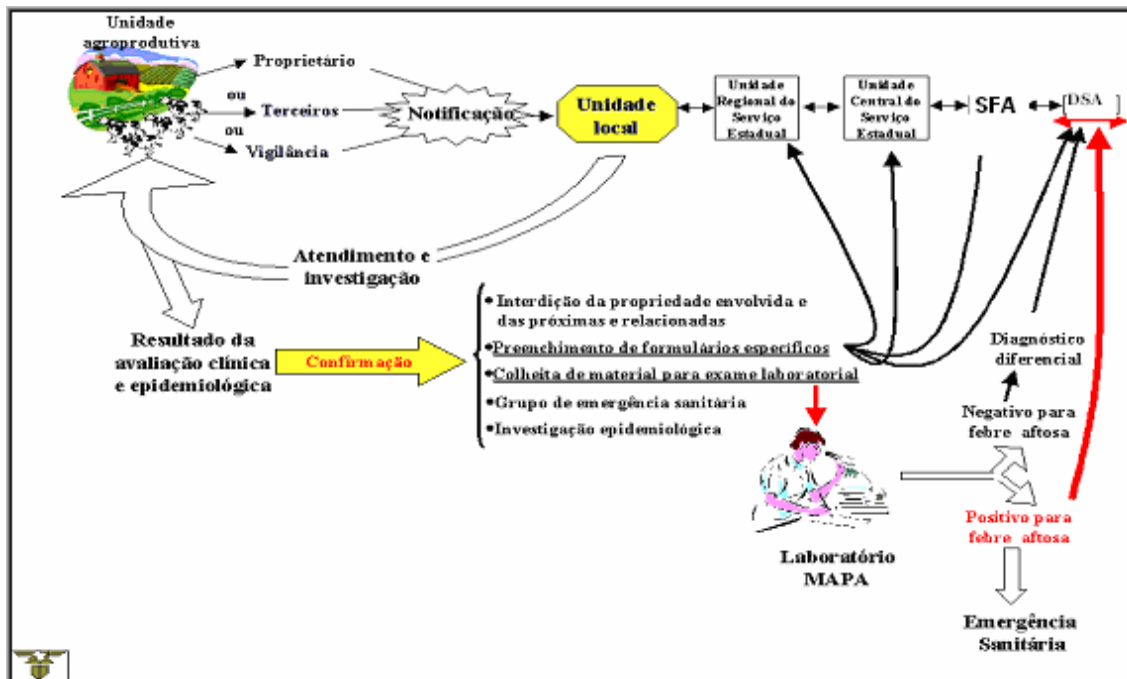 Unidade
agroprodutiva
Proprietário
ou
Terceiros
ou
Vigilância
Notificação
Unidade
local
Unidade
Regional do
Serviço
Estadual
Unidade
Central do
Serviço
Estadual
SFA
DSA
Atendimento e
investigação
Resultado da
avaliação clínica
e epidemiológica
Confirmação
•Interdição da propriedade envolvida e
das próximas e relacionadas
•Preenchimento de formulários específicos
•Colheita de material para exame laboratorial
•Grupo de emergência sanitária
•Investigação epidemiológica
Diagnóstico
diferencial
Negativo para
febre aftosa
Positivo para
febre aftosa
Laboratório
MAPA
Emergência
Sanitária